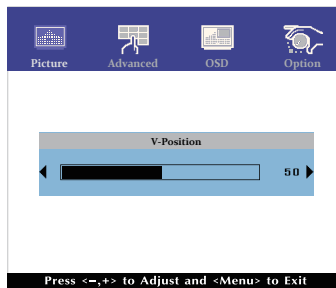 Picture Advanced OSD Option
V-Position
50
Press <–,+> to Adjust and <Menu> to Exit